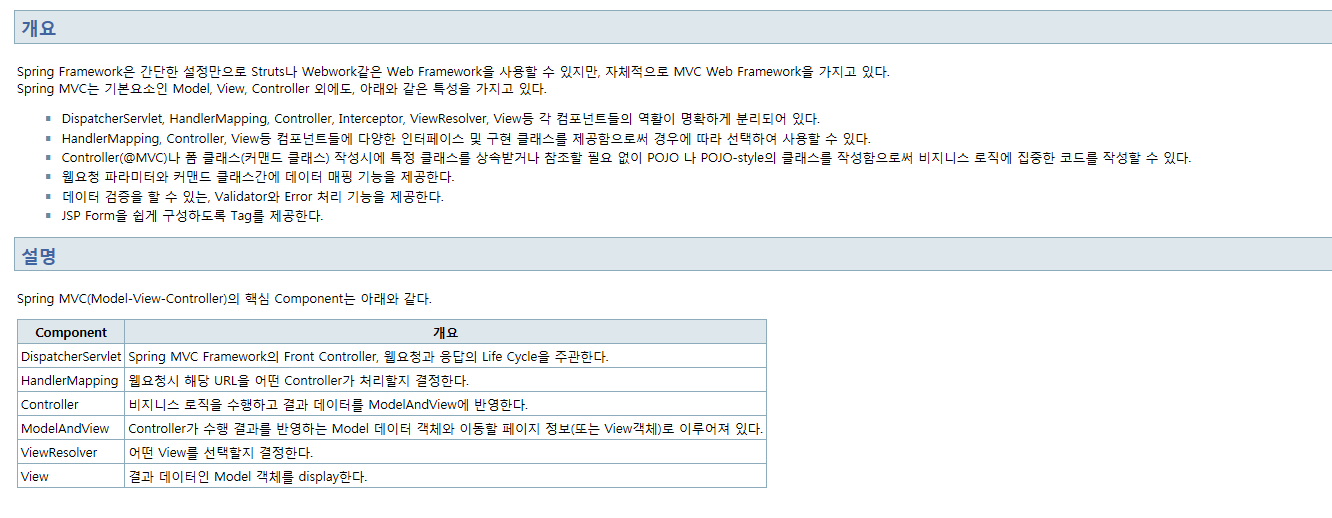 개요
Spring Framework은 간단한 설정만으로 Struts나 Webwork같은 Web Framework을 사용할 수 있지만, 자체적으로 MVC Web Framework을 가지고 있다.
Spring MVC는 기본요소인 Model, View, Controller 외에도, 아래와 같은 특성을 가지고 있다.
DispatcherServlet, HandlerMapping, Controller, Interceptor, ViewResolver, View등 각 컴포넌트들의 역할이 명확하게 분리되어 있다.
HandlerMapping, Controller, View등 컴포넌트들에 다양한 인터페이스 및 구현 클래스를 제공함으로써 경우에 따라 선택하여 사용할 수 있다.
Controller(@MVC)나 폼 클래스(커맨드 클래스) 작성시에 특정 클래스를 상속받거나 참조할 필요 없이 POJO 나 POJO-style의 클래스를 작성함으로써 비지니스 로직에 집중한 코드를 작성할 수 있다.
웹요청 파라미터와 커맨드 클래스간에 데이터 매핑 기능을 제공한다.
데이터 검증을 할 수 있는, Validator와 Error 처리 기능을 제공한다.
JSP Form을 쉽게 구성하도록 Tag를 제공한다.
설명
Spring MVC(Model-View-Controller)의 핵심 Component는 아래와 같다.
Component 개요
DispatcherServlet Spring MVC Framework의 Front Controller, 웹요청과 응답의 Life Cycle을 주관한다.
HandlerMapping 웹요청시 해당 URL을 어떤 Controller가 처리할지 결정한다.
Controller 비지니스 로직을 수행하고 결과 데이터를 ModelAndView에 반영한다.
ModelAndView Controller가 수행 결과를 반영하는 Model 데이터 객체와 이동할 페이지 정보(또는 View객체)로 이루어져 있다.
ViewResolver 어떤 View를 선택할지 결정한다.
View 결과 데이터인 Model 객체를 display한다.